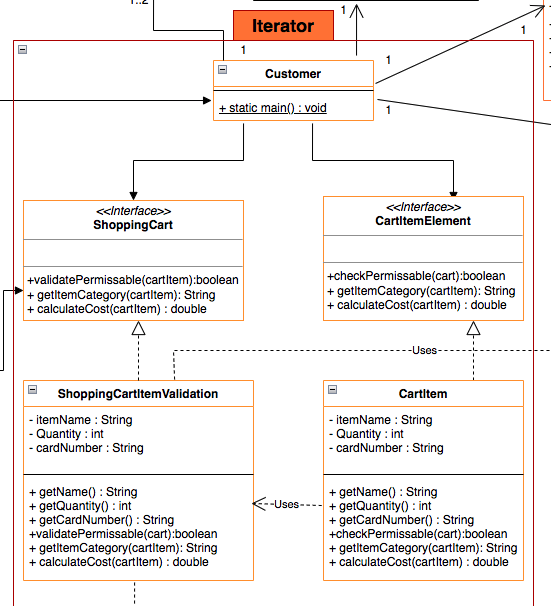 1..2
1
1
Iterator
1
1
Customer
+ static main() : void
1
<<Interface>>
ShoppingCart
+validatePermissable(cartItem):boolean
+ getItemCategory(cartItem): String
+ calculateCost(cartItem) : double
<<Interface>>
CartItemElement
+checkPermissable(cart):boolean
+ getItemCategory(cartItem): String
+ calculateCost(cartItem) : double
Uses
ShoppingCartItemValidation
- itemName : String
- Quantity : int
- cardNumber : String
+ getName() : String
+ getQuantity() : int
+ getCardNumber() : String
+validatePermissable(cart):boolean
+ getItemCategory(cartItem): String
+ calculateCost(cartItem) : double
Uses
CartItem
- itemName : String
- Quantity : int
- cardNumber : String
+ getName() : String
+ getQuantity() : int
+ getCardNumber() : String
+checkPermissable(cart):boolean
+ getItemCategory(cartItem): String
+ calculateCost(cartItem) : double